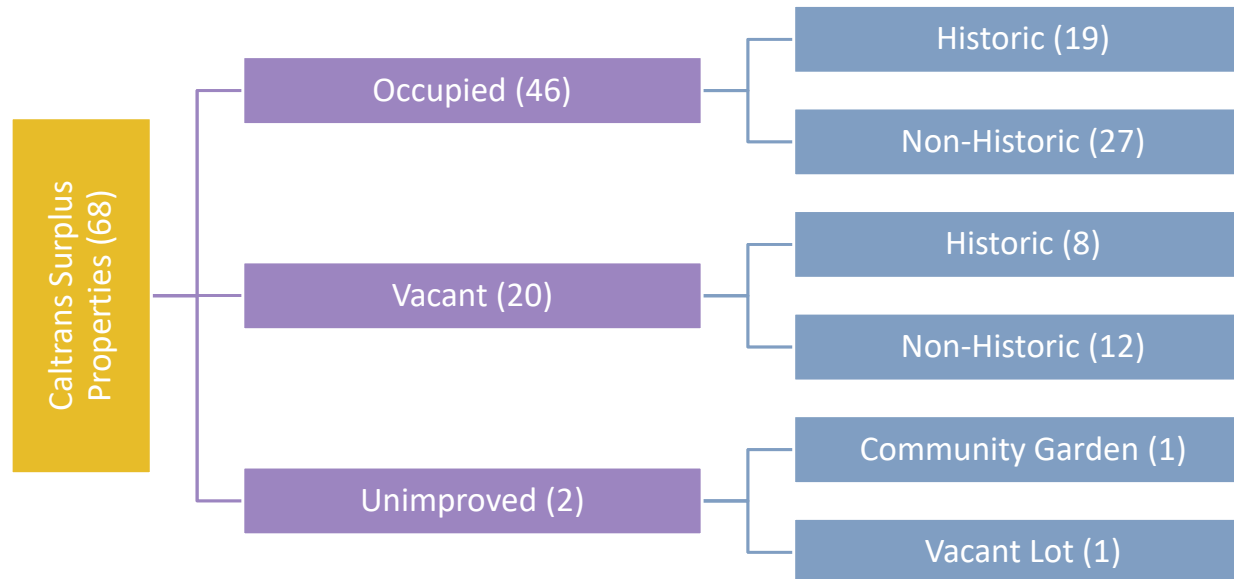 Caltrans Surplus
Properties (68)
Occupied (46)
Historic (19)
Non-Historic (27)
Vacant (20)
Historic (8)
Non-Historic (12)
Unimproved (2)
Community Garden (1)
Vacant Lot (1)